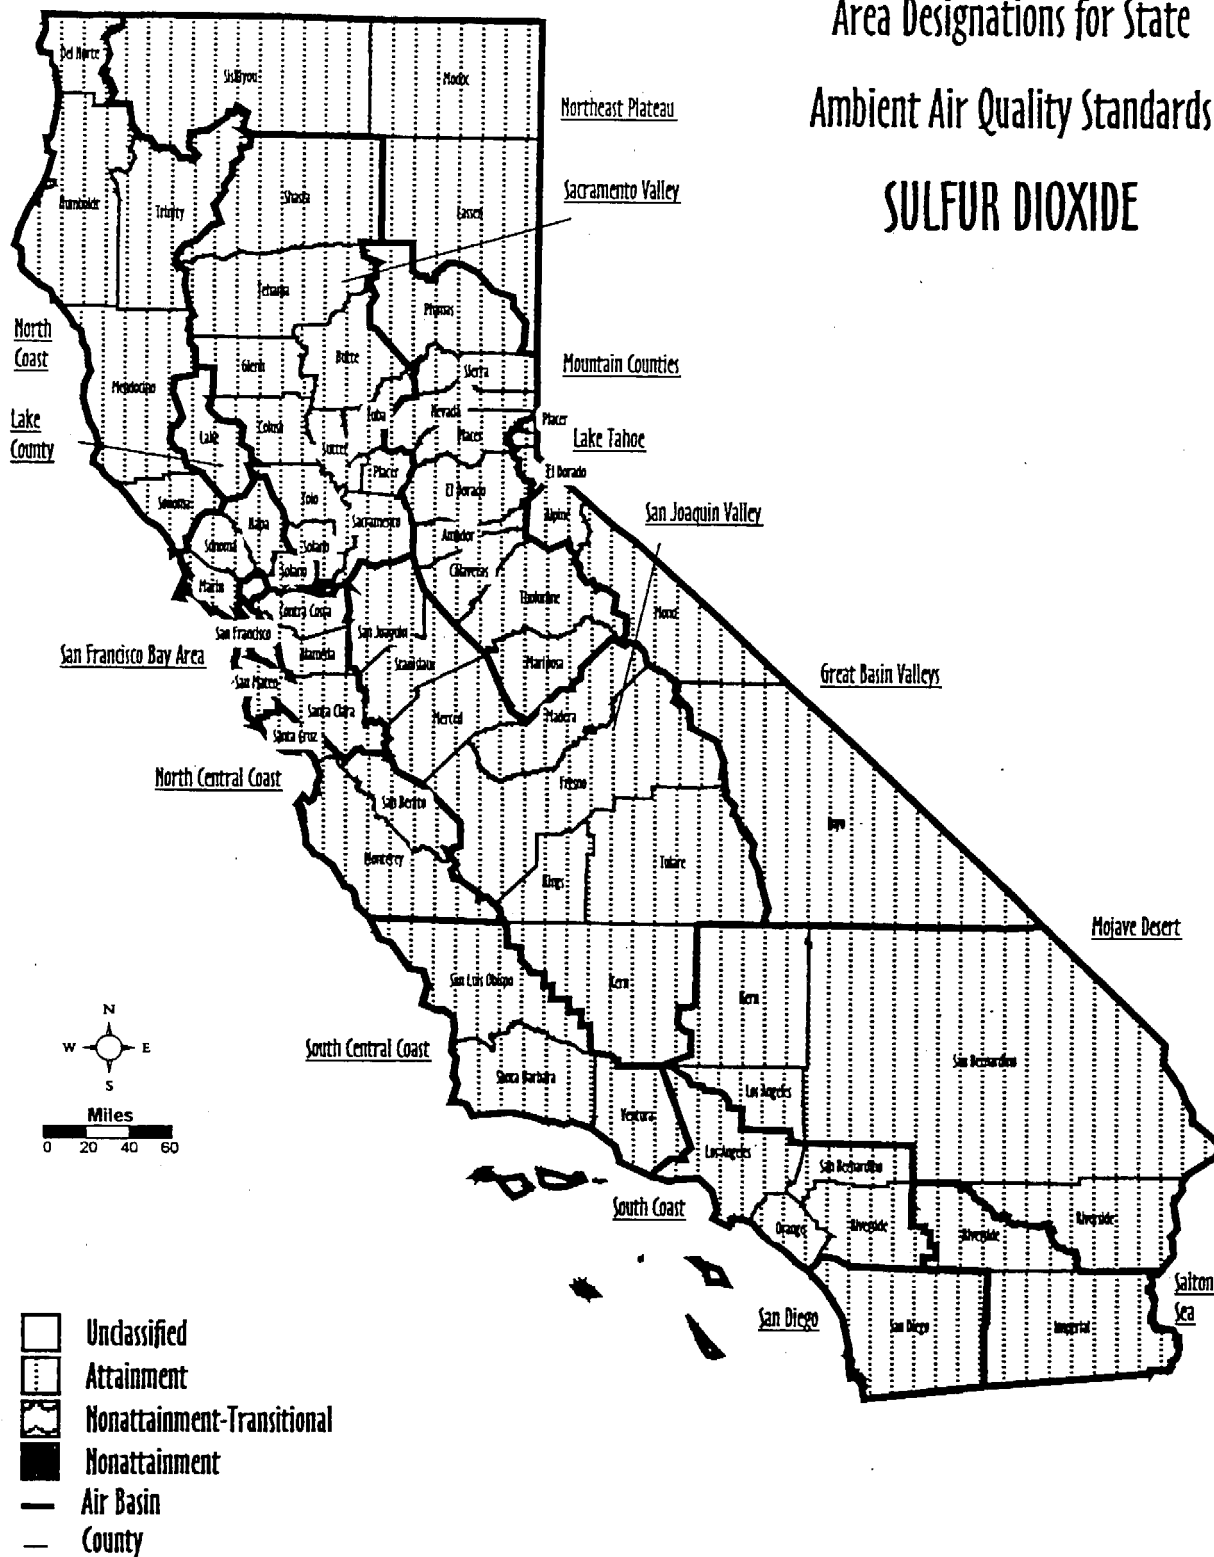 Area Designations for State
Ambient Air Quality Standards
SULFUR DIOXIDE
Del Norte
Siskiyou
Modoc
Northeast Plateau
Sacramento Valley
Humboldt
Trinity
Shasta
Lassen
Tehama
Plumas
North
Coast
Mendocino
Glenn
Butte
Sierra
Mountain Counties
Lake
County
Lake
Colusa
Sutter
Yuba
Nevada
Placer
Placer
Lake Tahoe
Placer
El Dorado
El Dorado
Sonoma
Napa
Yolo
Sacramento
Alpine
San Joaquin Valley
Sonoma
Solano
Amador
Marin
Solano
Calaveras
Contra Costa
Tuolumne
Mono
San Francisco
San Joaquin
San Francisco Bay Area
Alameda
Stanislaus
Mariposa
Great Basin Valleys
San Mateo
Santa Clara
Merced
Madera
Santa Cruz
North Central Coast
San Benito
Fresno
Inyo
Monterey
Kings
Tulare
Mojave Desert
San Luis Obispo
Kern
Kern
N
W E
S
South Central Coast
Santa Barbara
Los Angeles
San Bernardino
Miles
0 20 40 60
Ventura
Los Angeles
San Bernardino
South Coast
Orange
Riverside
Riverside
Riverside
Salton
Sea
San Diego
San Diego
Imperial
Unclassified
Attainment
Nonattainment-Transitional
Nonattainment
Air Basin
County